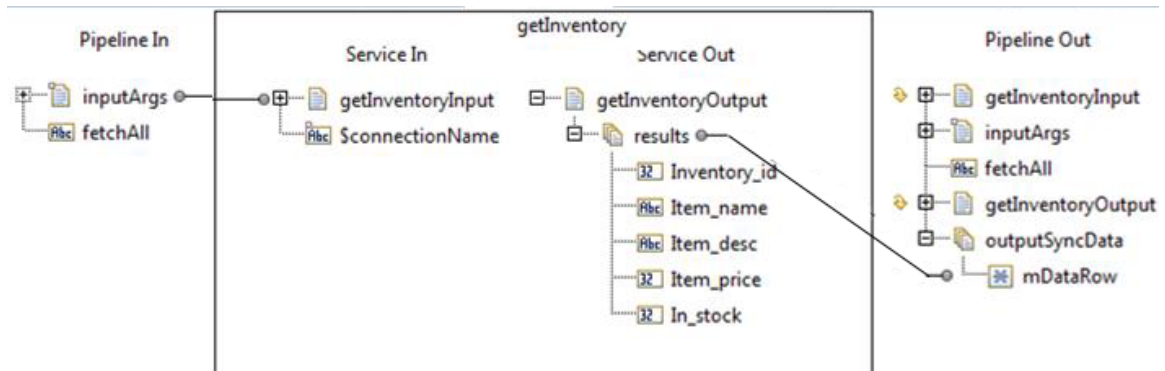 getInventory
Pipeline In
Service In
Service Out
Pipeline Out
inputArgs
fetchAll
getInventoryInput
$connectionName
getInventoryOutput
results
Inventory_id
Item_name
Item_desc
Item_price
In_stock
getInventoryInput
inputArgs
fetchAll
getInventoryOutput
outputSyncData
mDataRow